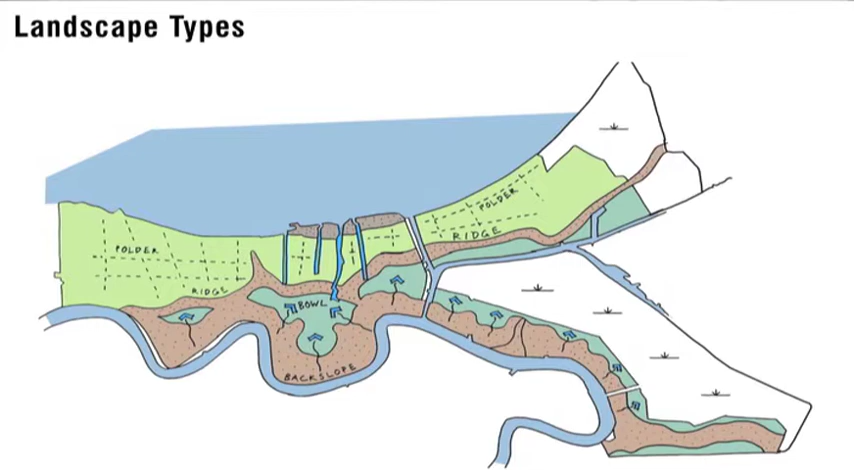 Landscape Types
POLDER
RIDGE
POLDER
RIDGE
BOWL
BACKSLOPE